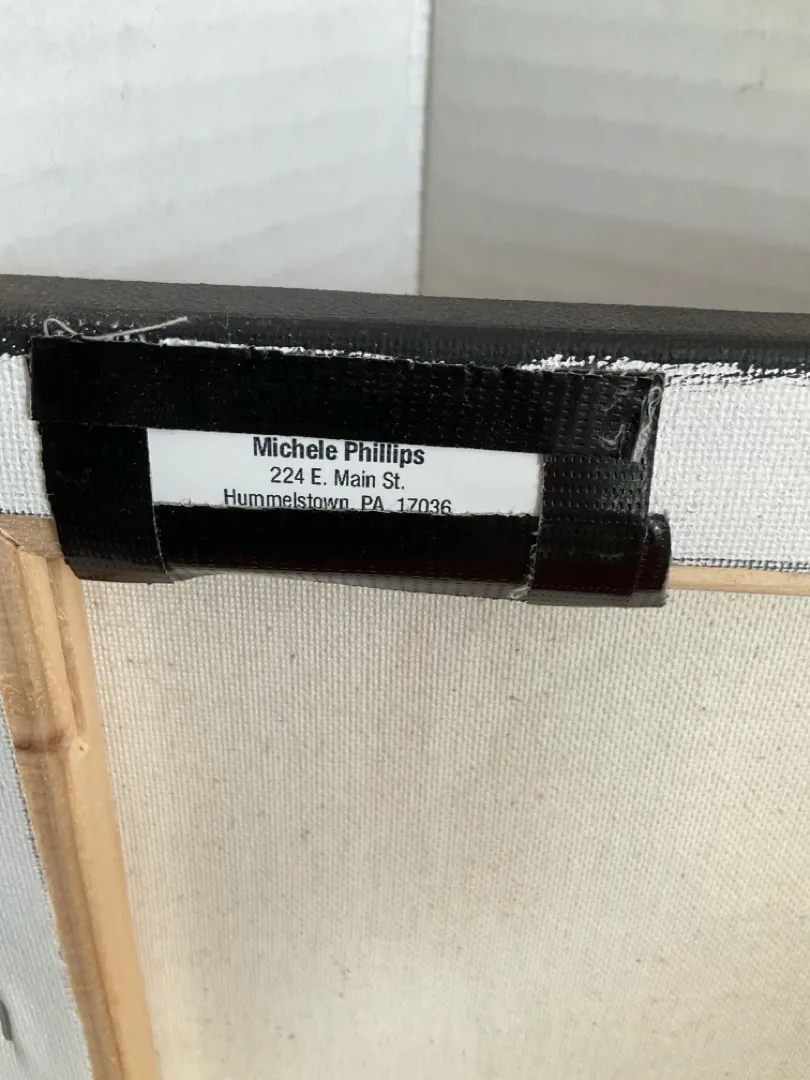 Michele Phillips
224 E. Main St.
Hummelstown, PA 17036